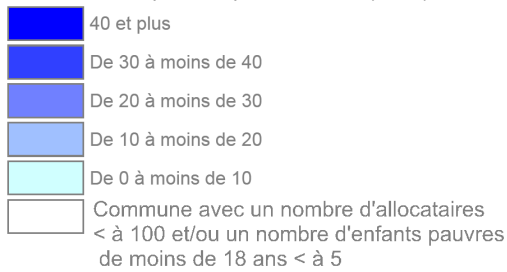 40 et plus
De 30 à moins de 40
De 20 à moins de 30
De 10 à moins de 20
De 0 à moins de 10
Commune avec un nombre d'allocataires
< à 100 et/ou un nombre d'enfants pauvres
de moins de 18 ans < à 5